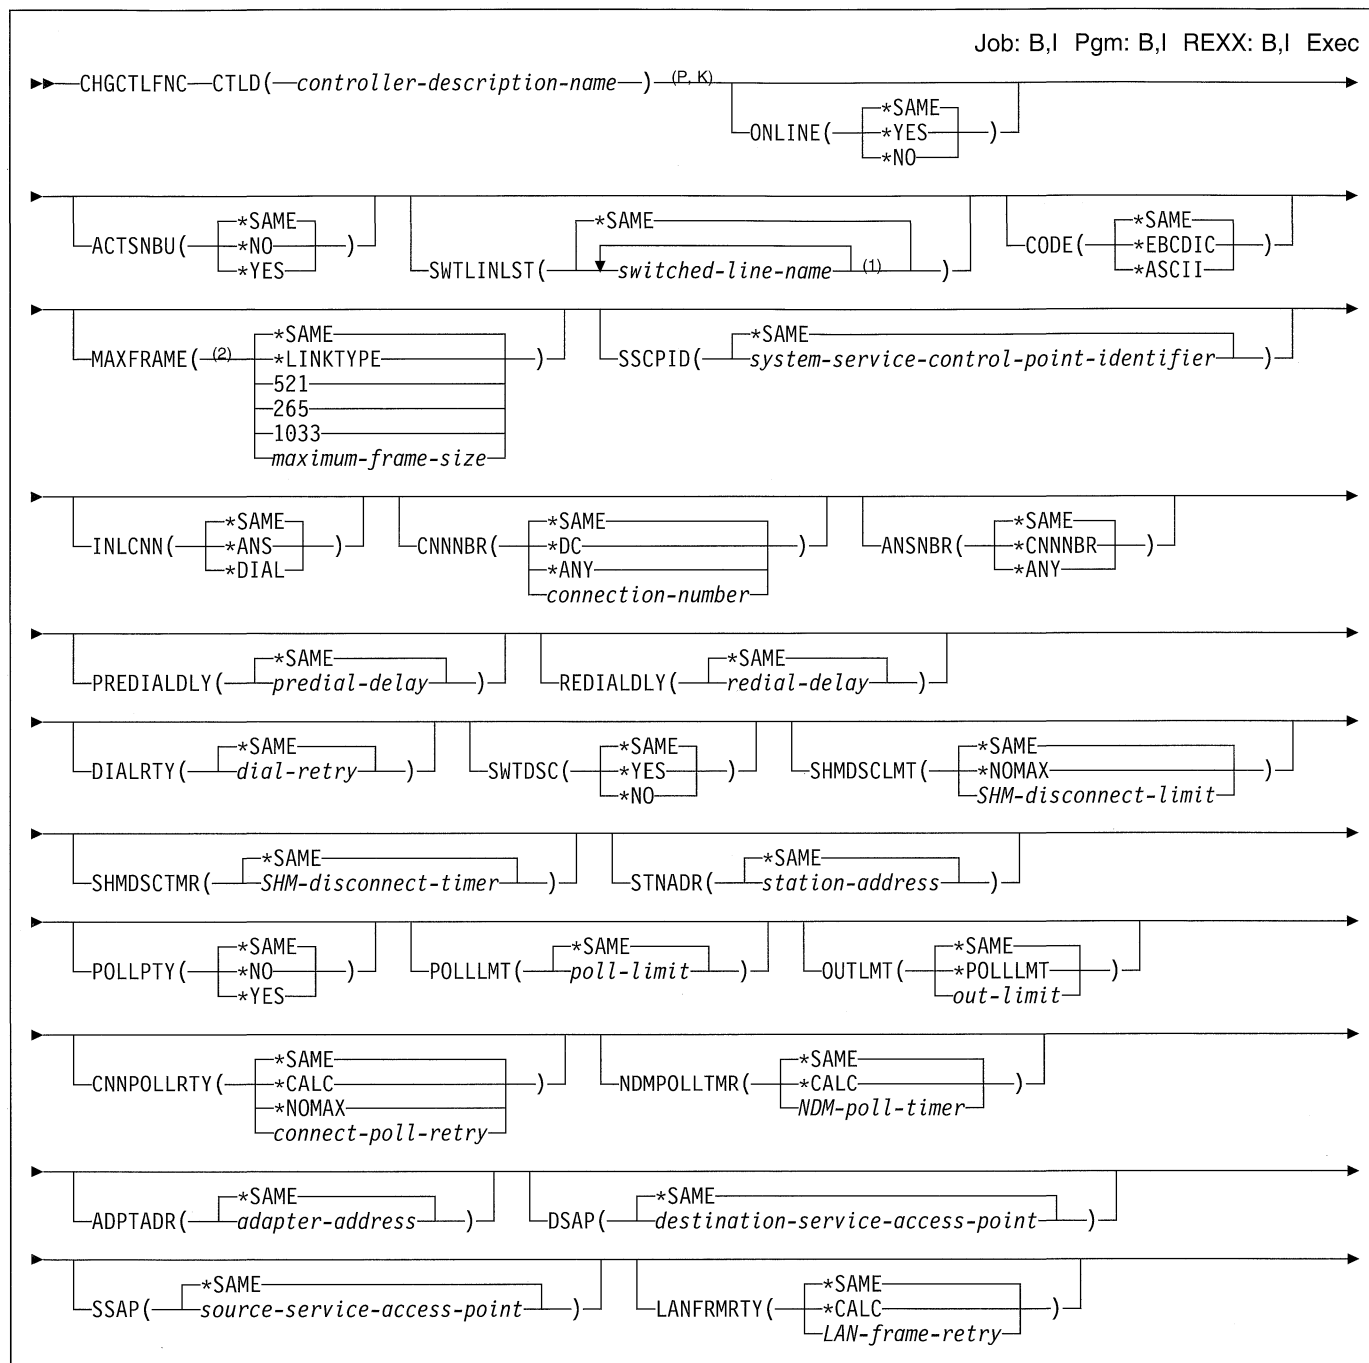 Job: B,I Pgm: B,I REXX: B,I Exec
CHGCTLFNC CTLD( controller-description-name ) (P, K)
ONLINE( *SAME *YES *NO )
ACTSNBU( *SAME *NO *YES )
SWTLINLST( *SAME switched-line-name (1) )
CODE( *SAME *EBCDIC *ASCII )
MAXFRAME( (2) *SAME *LINKTYPE 521 265 1033 maximum-frame-size )
SSCPID( *SAME system-service-control-point-identifier )
INLCNN( *SAME *ANS *DIAL )
CNNNBR( *SAME *DC *ANY connection-number )
ANSNBR( *SAME *CNNNBR *ANY )
PREDIALDLY( *SAME predial-delay )
REDIALDLY( *SAME redial-delay )
DIALRTY( *SAME dial-retry )
SWTDSC( *SAME *YES *NO )
SHMDSCLMT( *SAME *NOMAX SHM-disconnect-limit )
SHMDSCTMR( *SAME SHM-disconnect-timer )
STNADR( *SAME station-address )
POLLPTY( *SAME *NO *YES )
POLLLMT( *SAME poll-limit )
OUTLMT( *SAME *POLLLMT out-limit )
CNNPOLLRTY( *SAME *CALC *NOMAX connect-poll-retry )
NDMPOLLTMR( *SAME *CALC NDM-poll-timer )
ADPTADR( *SAME adapter-address )
DSAP( *SAME destination-service-access-point )
SSAP( *SAME source-service-access-point )
LANFRMRTY( *SAME *CALC LAN-frame-retry )